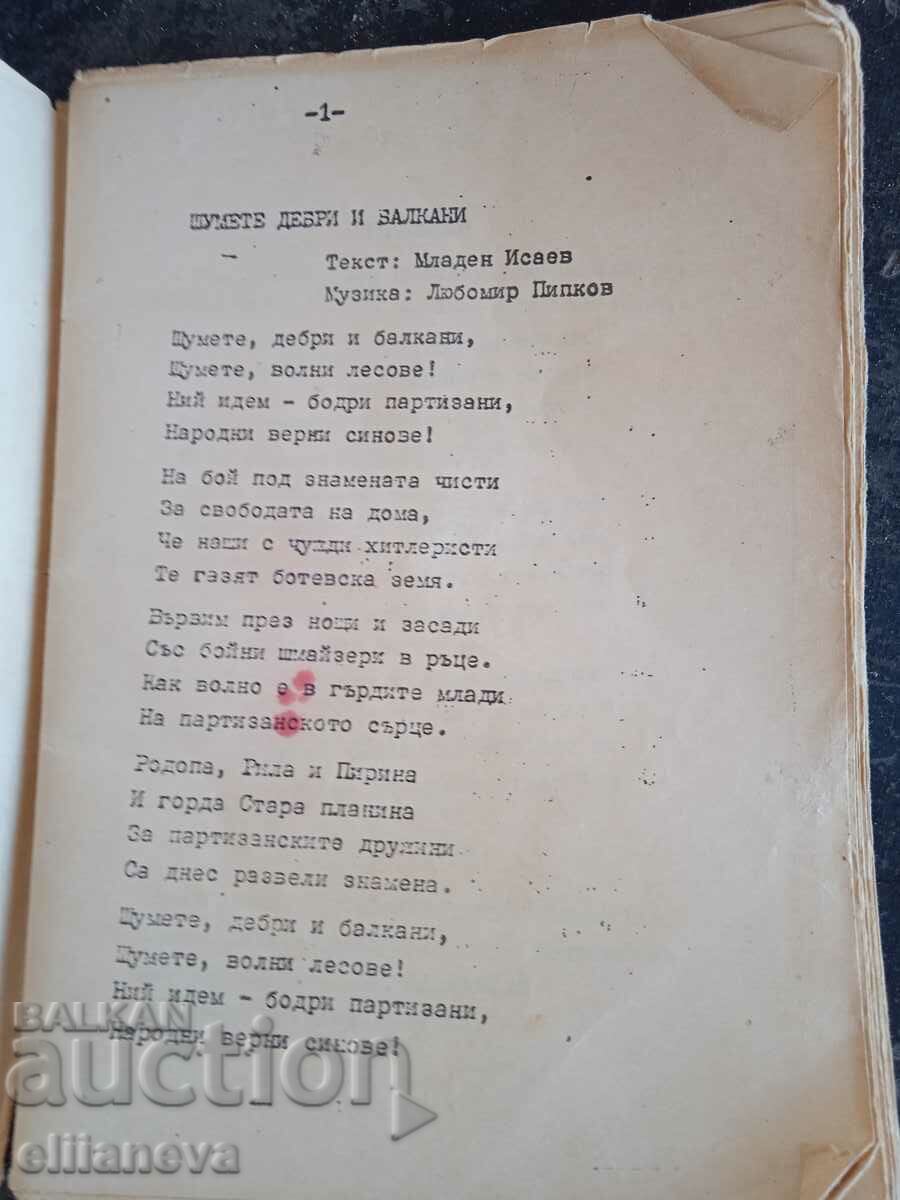 -1-
ШУМЕТЕ ДЕБРИ И БАЛКАНИ
Текст: Младен Исаев
Музика: Любомир Пипков
Шумете, дебри и балкани,
Шумете, волни лесове!
Ний идем - бодри партизани,
Народни верни синове!
На бой под знамената чисти
За свободата на дома,
Че наши с чужди хитлеристи
Те газят ботевска земя.
Вървим през нощи и засади
Със бойни шмайзери в ръце.
Как волно е в гърдите млади
На партизанското сърце.
Родопа, Рила и Пирина
И горда Стара планина
За партизанските дружини
Са днес развели знамена.
Шумете, дебри и балкани,
Шумете, волни лесове!
Ний идем - бодри партизани,
Народни верни синове!
BALKAN
auction
eliianeva